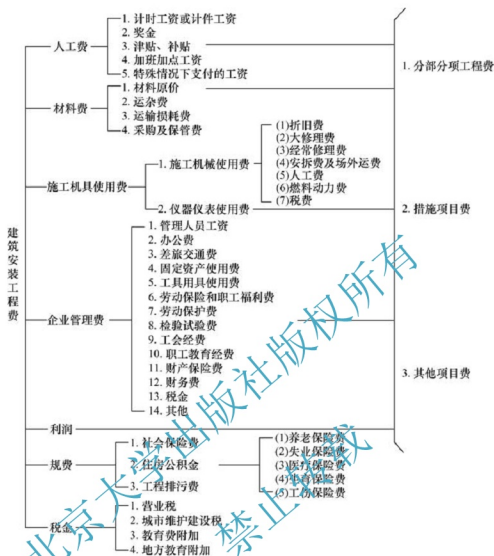 建筑安装工程费
人工费
1. 计时工资或计件工资
2. 奖金
3. 津贴、补贴
4. 加班加点工资
5. 特殊情况下支付的工资
材料费
1. 材料原价
2. 运杂费
3. 运输损耗费
4. 采购及保管费
施工机具使用费
1. 施工机械使用费
(1)折旧费
(2)大修理费
(3)经常修理费
(4)安拆费及场外运费
(5)人工费
(6)燃料动力费
(7)税费
2. 仪器仪表使用费
企业管理费
1. 管理人员工资
2. 办公费
3. 差旅交通费
4. 固定资产使用费
5. 工具用具使用费
6. 劳动保险和职工福利费
7. 劳动保护费
8. 检验试验费
9. 工会经费
10. 职工教育经费
11. 财产保险费
12. 财务费
13. 税金
14. 其他
利润
规费
1. 社会保险费
(1)养老保险费
(2)失业保险费
(3)医疗保险费
(4)生育保险费
(5)工伤保险费
2. 住房公积金
3. 工程排污费
税金
1. 营业税
2. 城市维护建设税
3. 教育费附加
4. 地方教育附加
1. 分部分项工程费
2. 措施项目费
3. 其他项目费
北京大学出版社版权所有
禁止转载